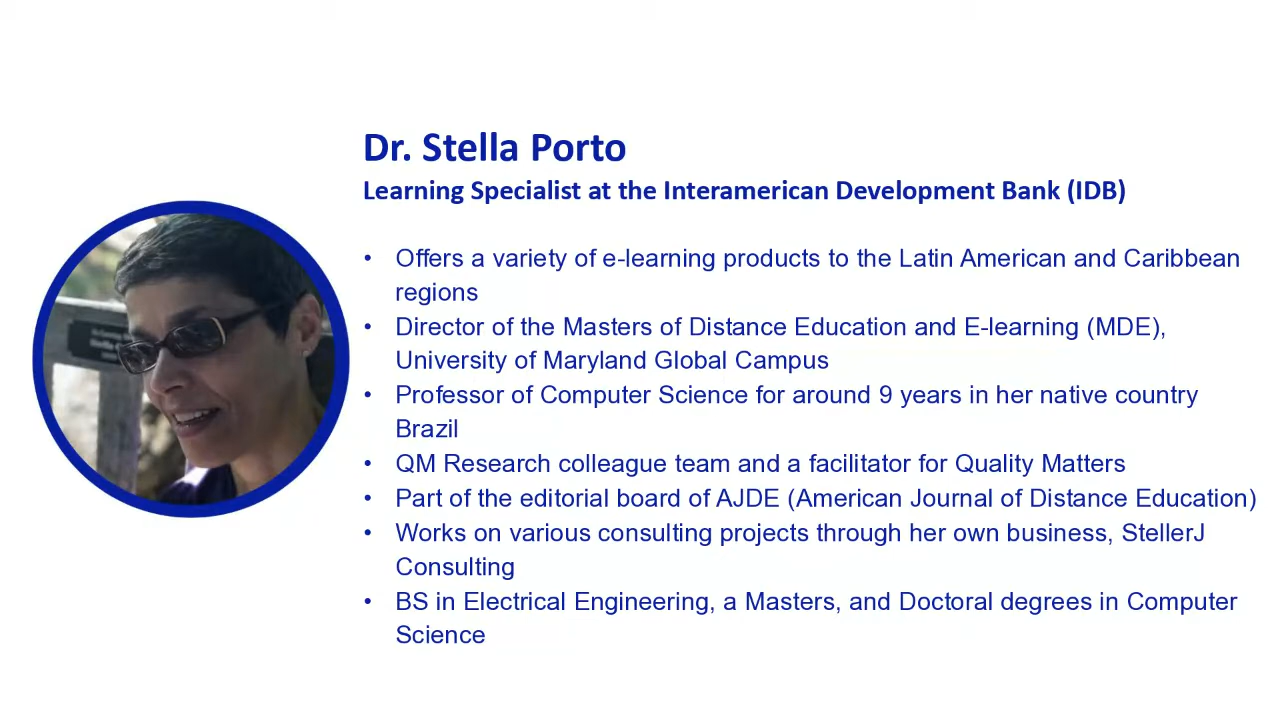 Dr. Stella Porto
Learning Specialist at the Interamerican Development Bank (IDB)
• Offers a variety of e-learning products to the Latin American and Caribbean
regions
• Director of the Masters of Distance Education and E-learning (MDE),
University of Maryland Global Campus
• Professor of Computer Science for around 9 years in her native country
Brazil
• QM Research colleague team and a facilitator for Quality Matters
• Part of the editorial board of AJDE (American Journal of Distance Education)
• Works on various consulting projects through her own business, StellerJ
Consulting
• BS in Electrical Engineering, a Masters, and Doctoral degrees in Computer
Science